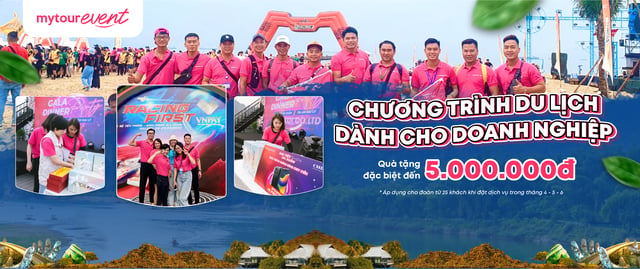 mytourevent
GALA
DINNER
RACING
FIRST
VNPAY
GALA
DINNER
CHƯƠNG TRÌNH DU LỊCH
DÀNH CHO DOANH NGHIỆP
Quà tặng
đặc biệt đến
5.000.000đ
* Áp dụng cho đoàn từ 25 khách khi đặt dịch vụ trong tháng 4 - 5 - 6